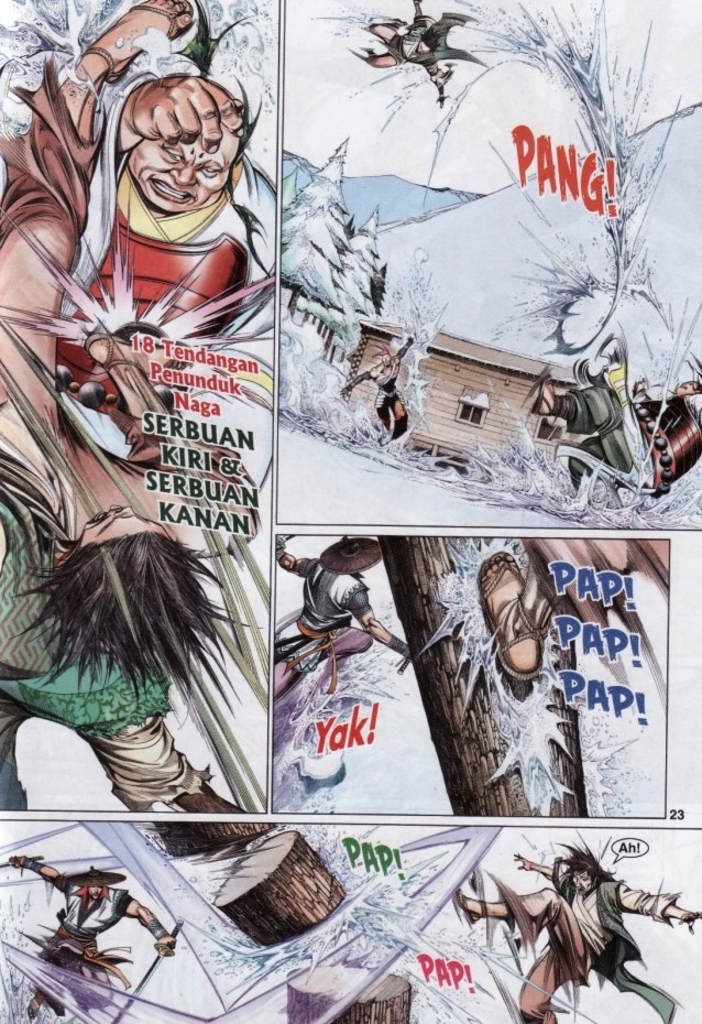 18 Tendangan
Penunduk
Naga
SERBUAN
KIRI &
SERBUAN
KANAN
PANG!
Yak!
PAP!
PAP!
PAP!
23
PAP!
PAP!
Ah!